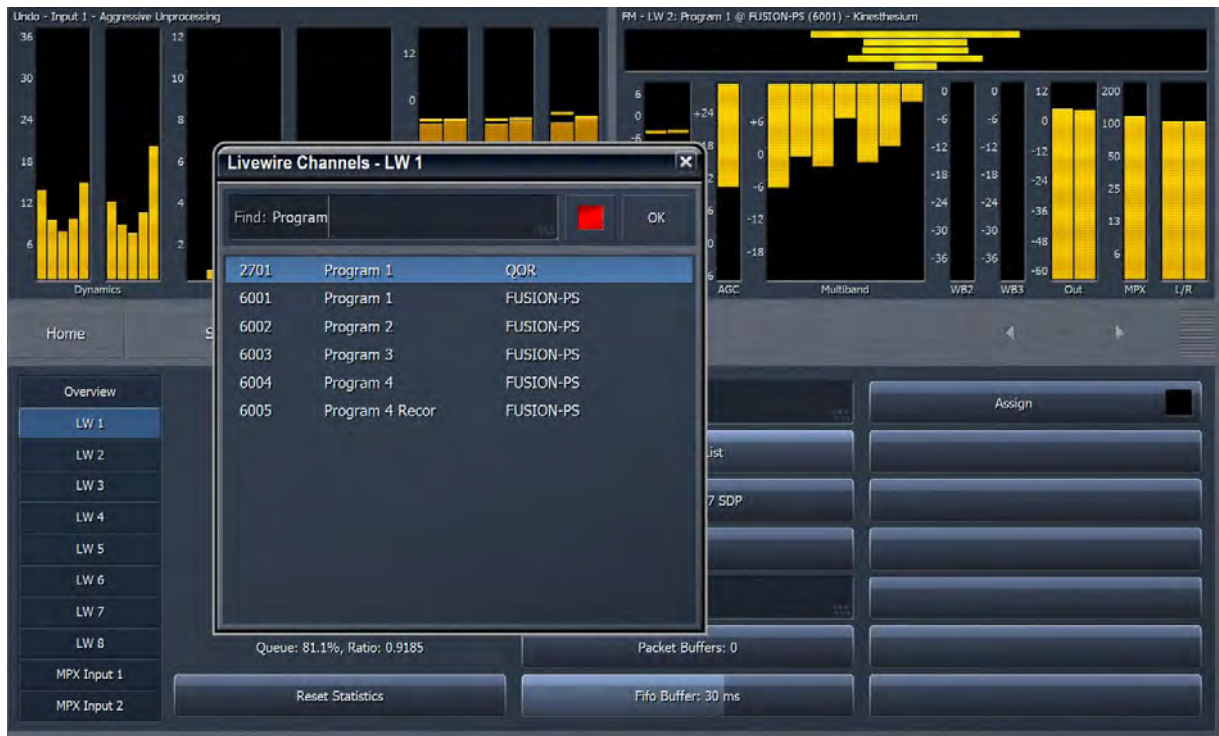 Undo - Input 1 - Aggressive Unprocessing
FM - LW 2: Program 1 @ FUSION-PS (6001) - Kinesthesium
36
30
24
18
12
6
12
10
8
6
4
2
12
0
Dynamics
6
0
-6
+24
18
+6
0
-6
-12
-18
0
-6
-12
-18
-24
-30
-36
0
-6
-12
-18
-24
-30
-36
12
0
-12
-24
-36
-48
-60
200
100
50
25
13
6
AGC
Multiband
WB2
WB3
Out
MPX
L/R
Livewire Channels - LW 1
Find: Program
OK
2701 Program 1 QOR
6001 Program 1 FUSION-PS
6002 Program 2 FUSION-PS
6003 Program 3 FUSION-PS
6004 Program 4 FUSION-PS
6005 Program 4 Recor FUSION-PS
Home
S
Overview
LW 1
LW 2
LW 3
LW 4
LW 5
LW 6
LW 7
LW 8
MPX Input 1
MPX Input 2
List
7 SDP
Assign
Queue: 81.1%, Ratio: 0.9185
Packet Buffers: 0
Reset Statistics
Fifo Buffer: 30 ms